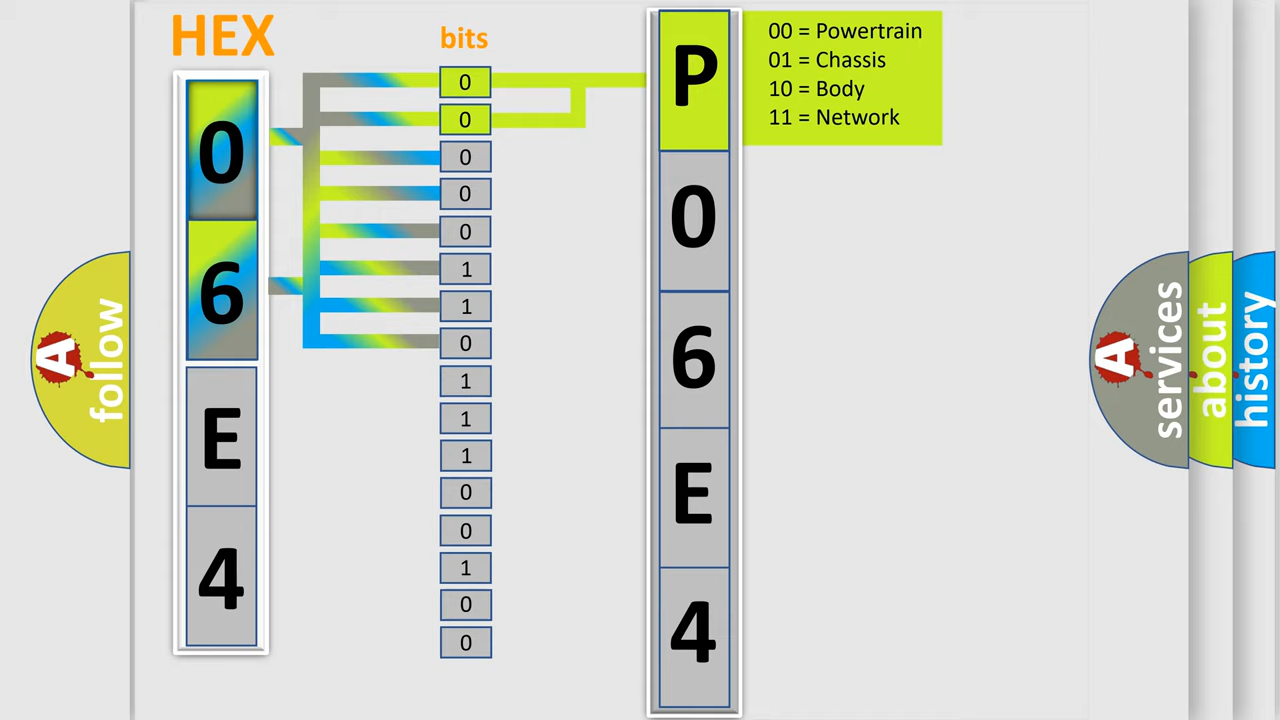 HEX
bits
0
6
E
4
0
0
0
0
0
1
1
0
1
1
1
0
0
1
0
0
P
0
6
E
4
00 = Powertrain
01 = Chassis
10 = Body
11 = Network
A
follow
A
services
about
history